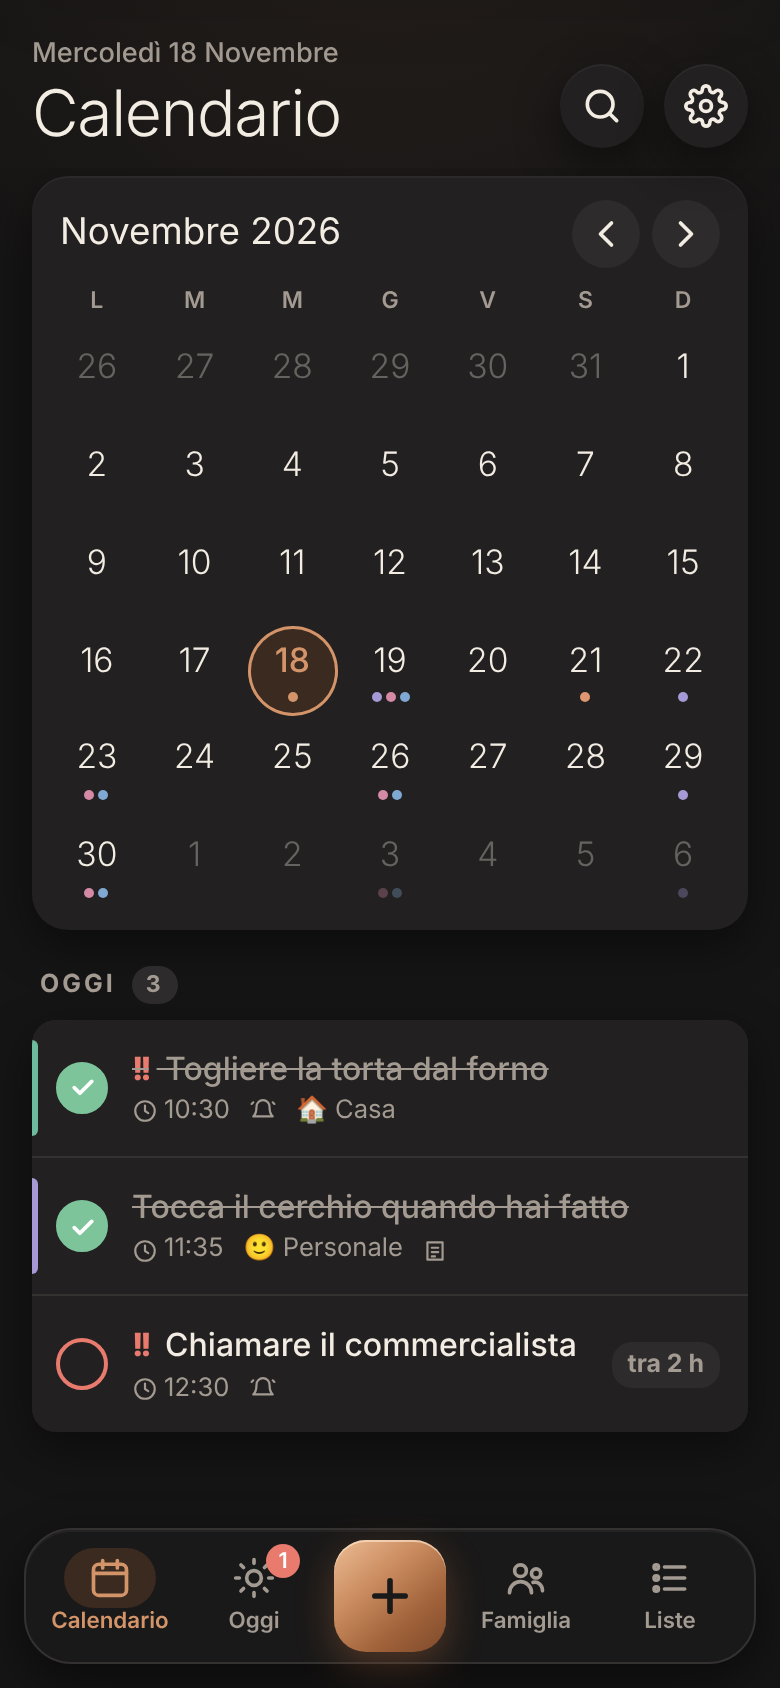 Mercoledì 18 Novembre
Calendario
Novembre 2026
L M M G V S D
26 27 28 29 30 31 1
2 3 4 5 6 7 8
9 10 11 12 13 14 15
16 17 18 19 20 21 22
23 24 25 26 27 28 29
30 1 2 3 4 5 6
OGGI 3
‼ Togliere la torta dal forno
10:30 Casa
Tocca il cerchio quando hai fatto
11:35 Personale
‼ Chiamare il commercialista tra 2 h
12:30
1
Calendario Oggi + Famiglia Liste